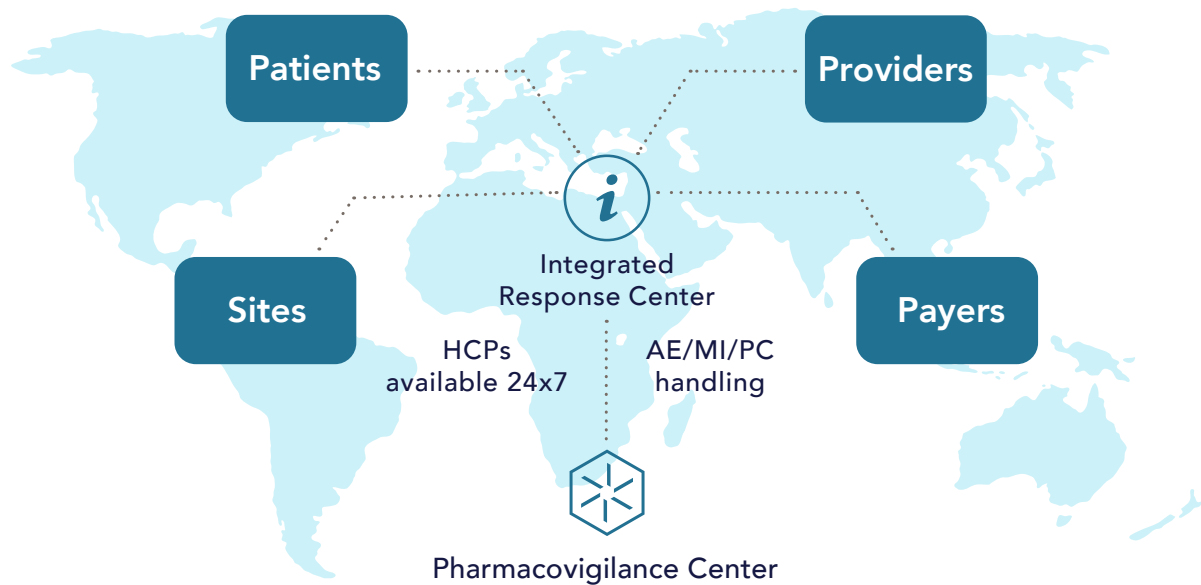 Patients
Providers
Integrated
Response Center
Sites
Payers
HCPs
available 24x7
AE/MI/PC
handling
Pharmacovigilance Center